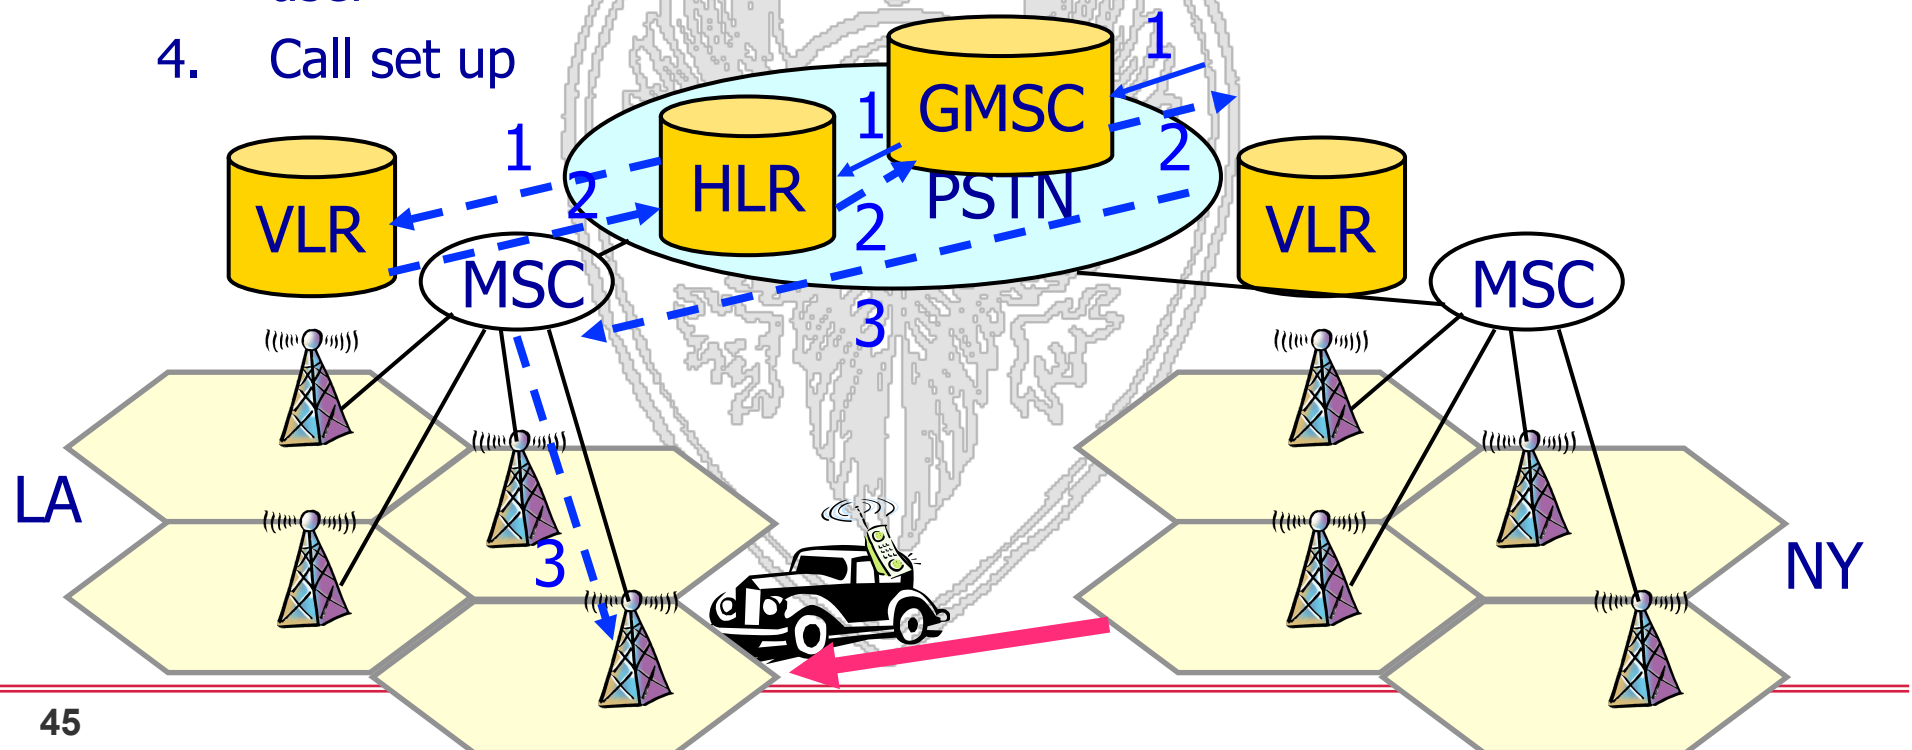 4. Call set up
1
GMSC
1
1
2
HLR
PSTN
2
2
VLR
VLR
MSC
MSC
3
LA
3
NY
45